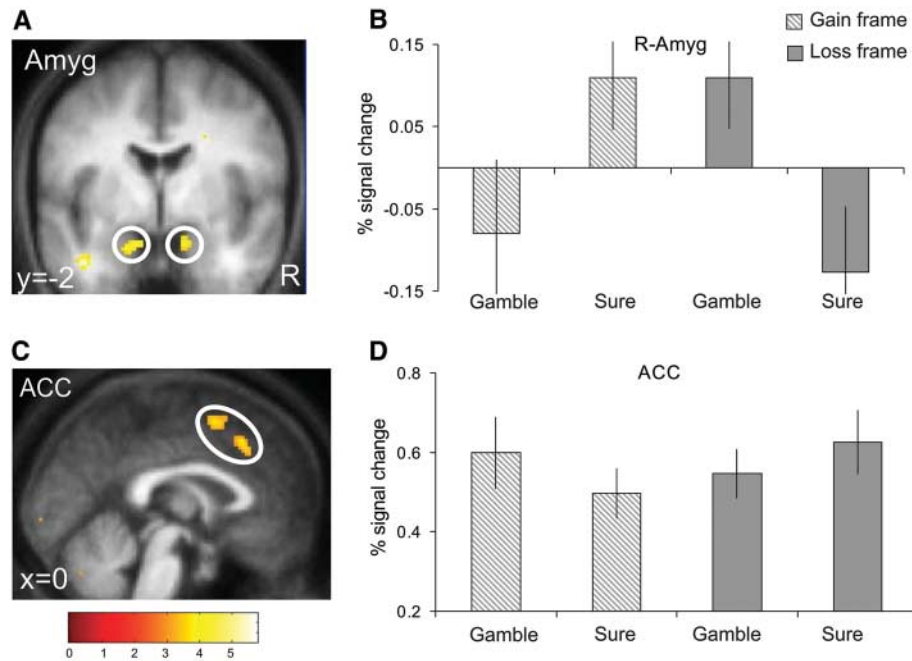 A
Amyg
y=-2
R
B
Gain frame
Loss frame
R-Amyg
% signal change
0.15
0.05
-0.05
-0.15
Gamble
Sure
Gamble
Sure
C
ACC
x=0
0 1 2 3 4 5
D
ACC
% signal change
0.8
0.6
0.4
0.2
Gamble
Sure
Gamble
Sure